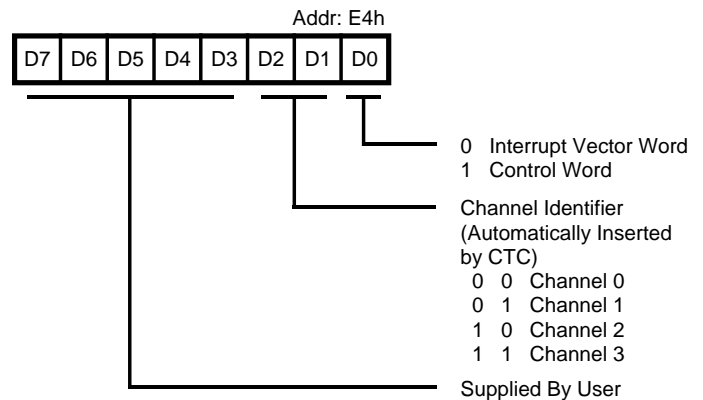 Addr: E4h
D7 D6 D5 D4 D3 D2 D1 D0
0 Interrupt Vector Word
1 Control Word
Channel Identifier
(Automatically Inserted
by CTC)
0 0 Channel 0
0 1 Channel 1
1 0 Channel 2
1 1 Channel 3
Supplied By User